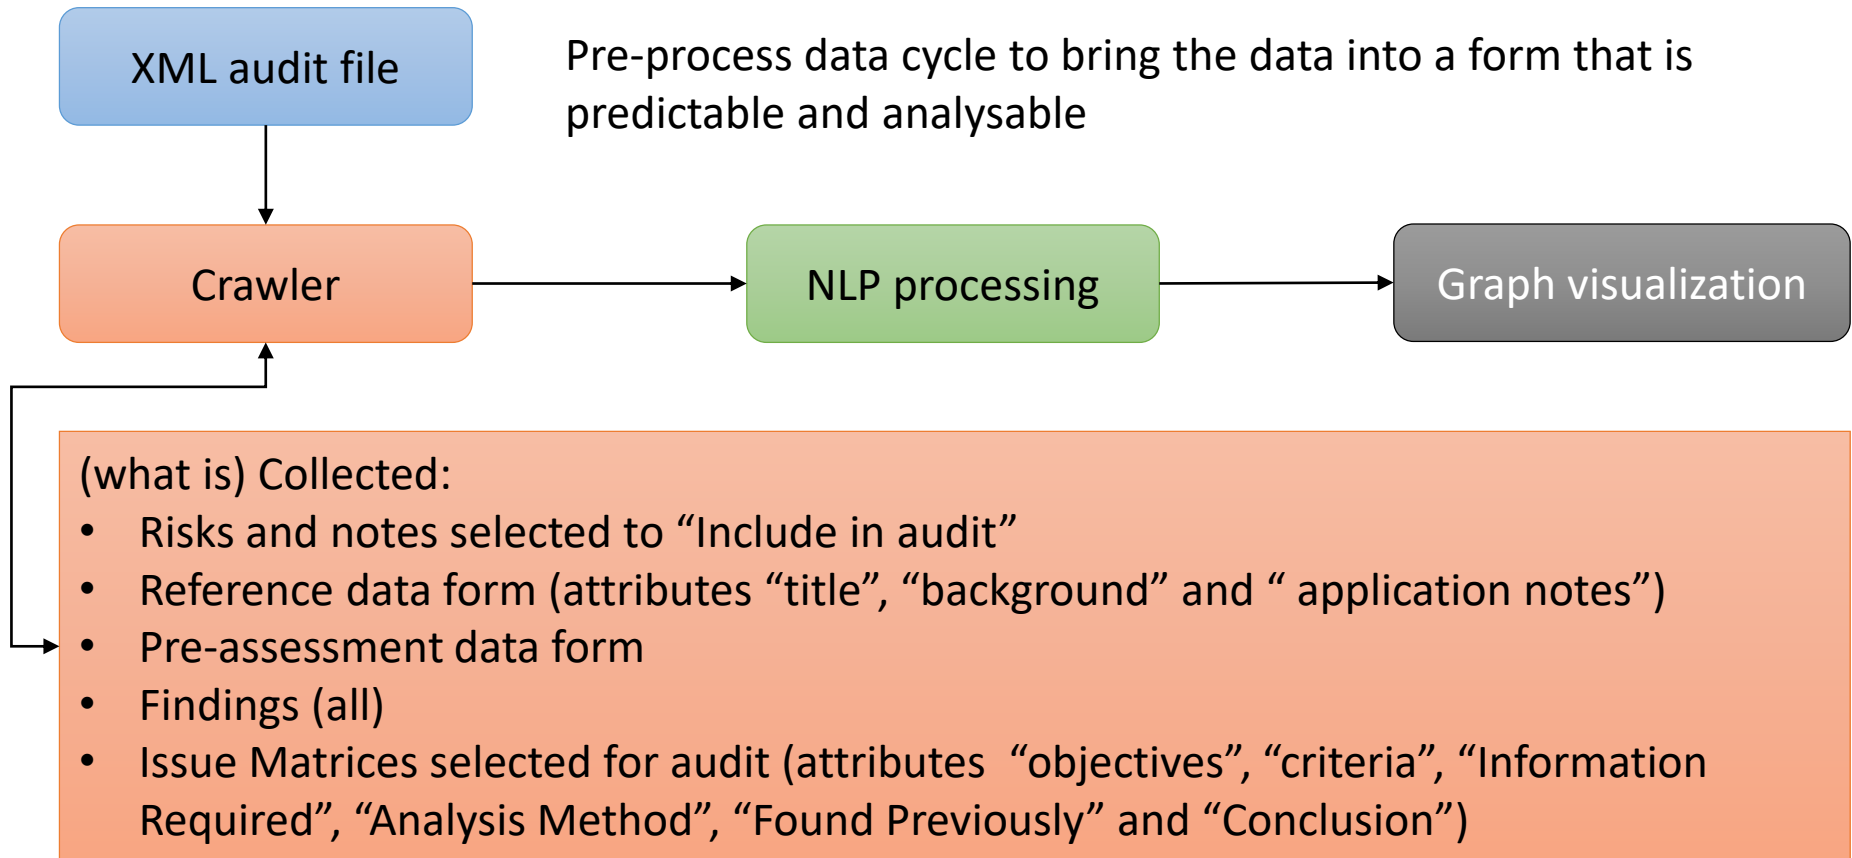 XML audit file
Pre-process data cycle to bring the data into a form that is
predictable and analysable
Crawler
NLP processing
Graph visualization
(what is) Collected:
• Risks and notes selected to “Include in audit”
• Reference data form (attributes “title”, “background” and “ application notes”)
• Pre-assessment data form
• Findings (all)
• Issue Matrices selected for audit (attributes  “objectives”, “criteria”, “Information
Required”, “Analysis Method”, “Found Previously” and “Conclusion”)